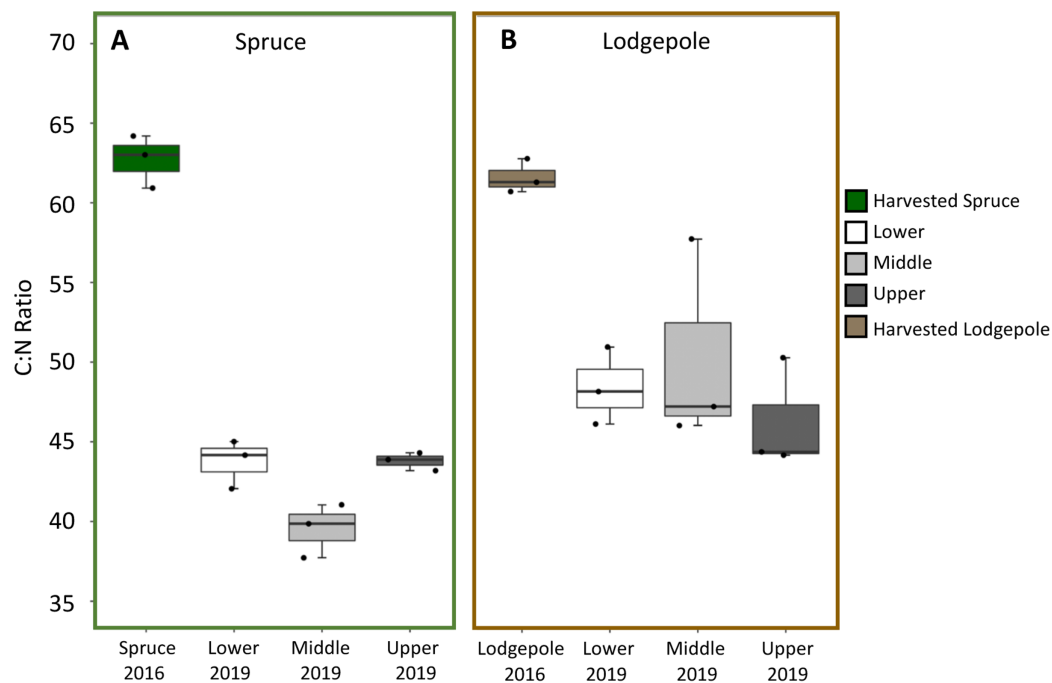 A Spruce
B Lodgepole
C:N Ratio
70
65
60
55
50
45
40
35
Spruce 2016
Lower 2019
Middle 2019
Upper 2019
Lodgepole 2016
Lower 2019
Middle 2019
Upper 2019
Harvested Spruce
Lower
Middle
Upper
Harvested Lodgepole